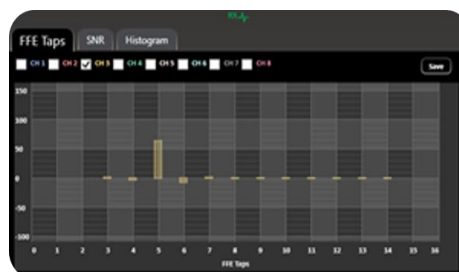 FFE Taps SNR Histogram
CH 1 CH 2 CH 3 CH 4 CH 5 CH 6 CH 7 CH 8 Save
150
100
50
0
-50
-100
0 1 2 3 4 5 6 7 8 9 10 11 12 13 14 15 16
FFE Taps